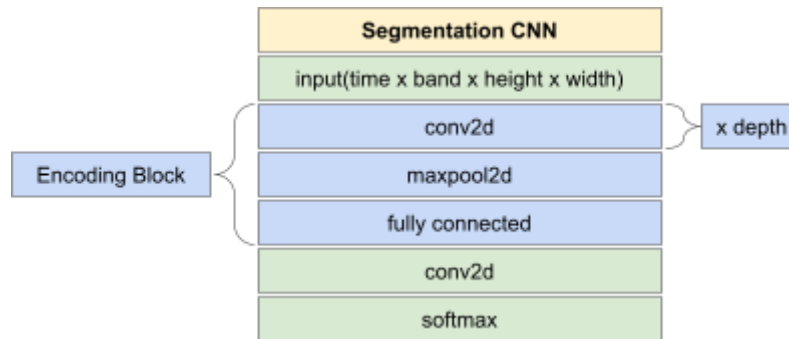 Segmentation CNN
input(time x band x height x width)
conv2d
x depth
Encoding Block
maxpool2d
fully connected
conv2d
softmax